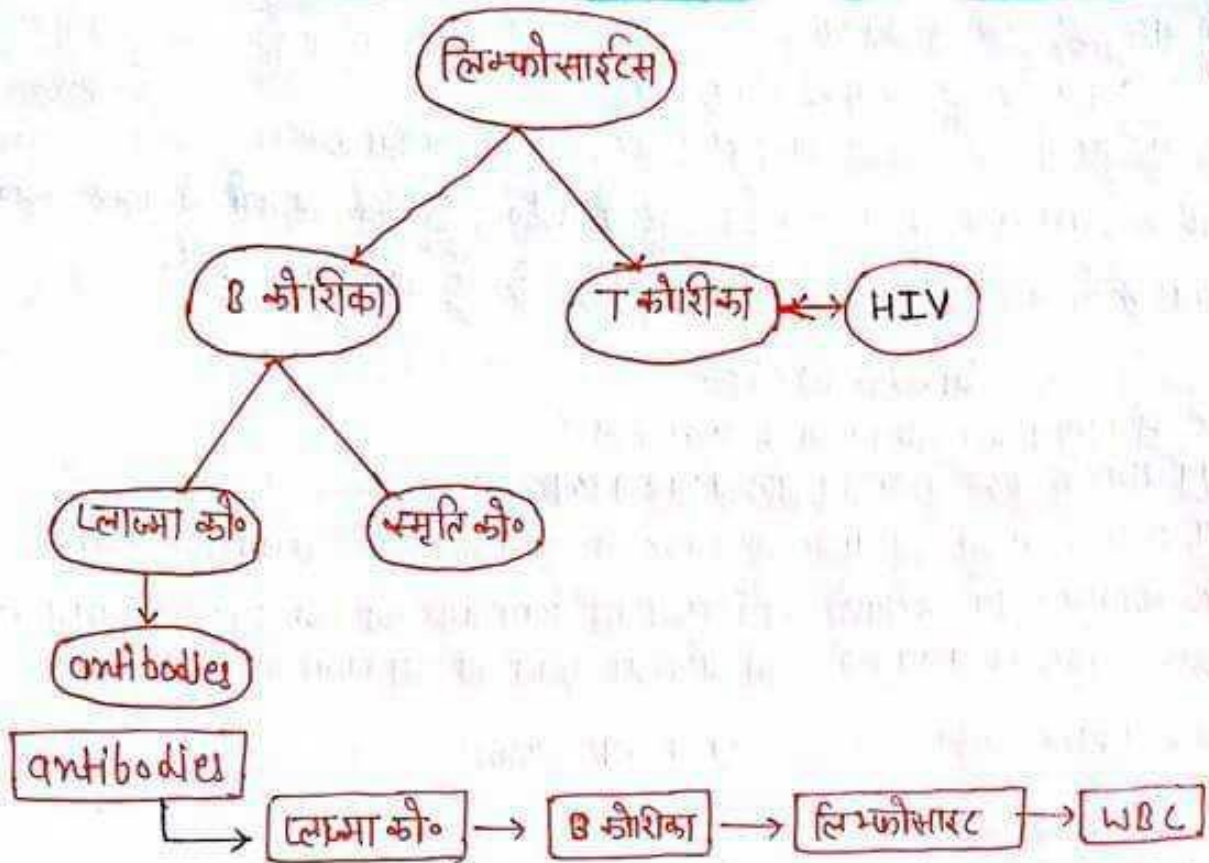 लिम्फोसाईटस
B कोशिका
T कोशिका
HIV
प्लाज्मा को०
स्मृति को०
antibodies
antibodies
प्लाज्मा को० → B कोशिका → लिम्फोसाइट → WBC